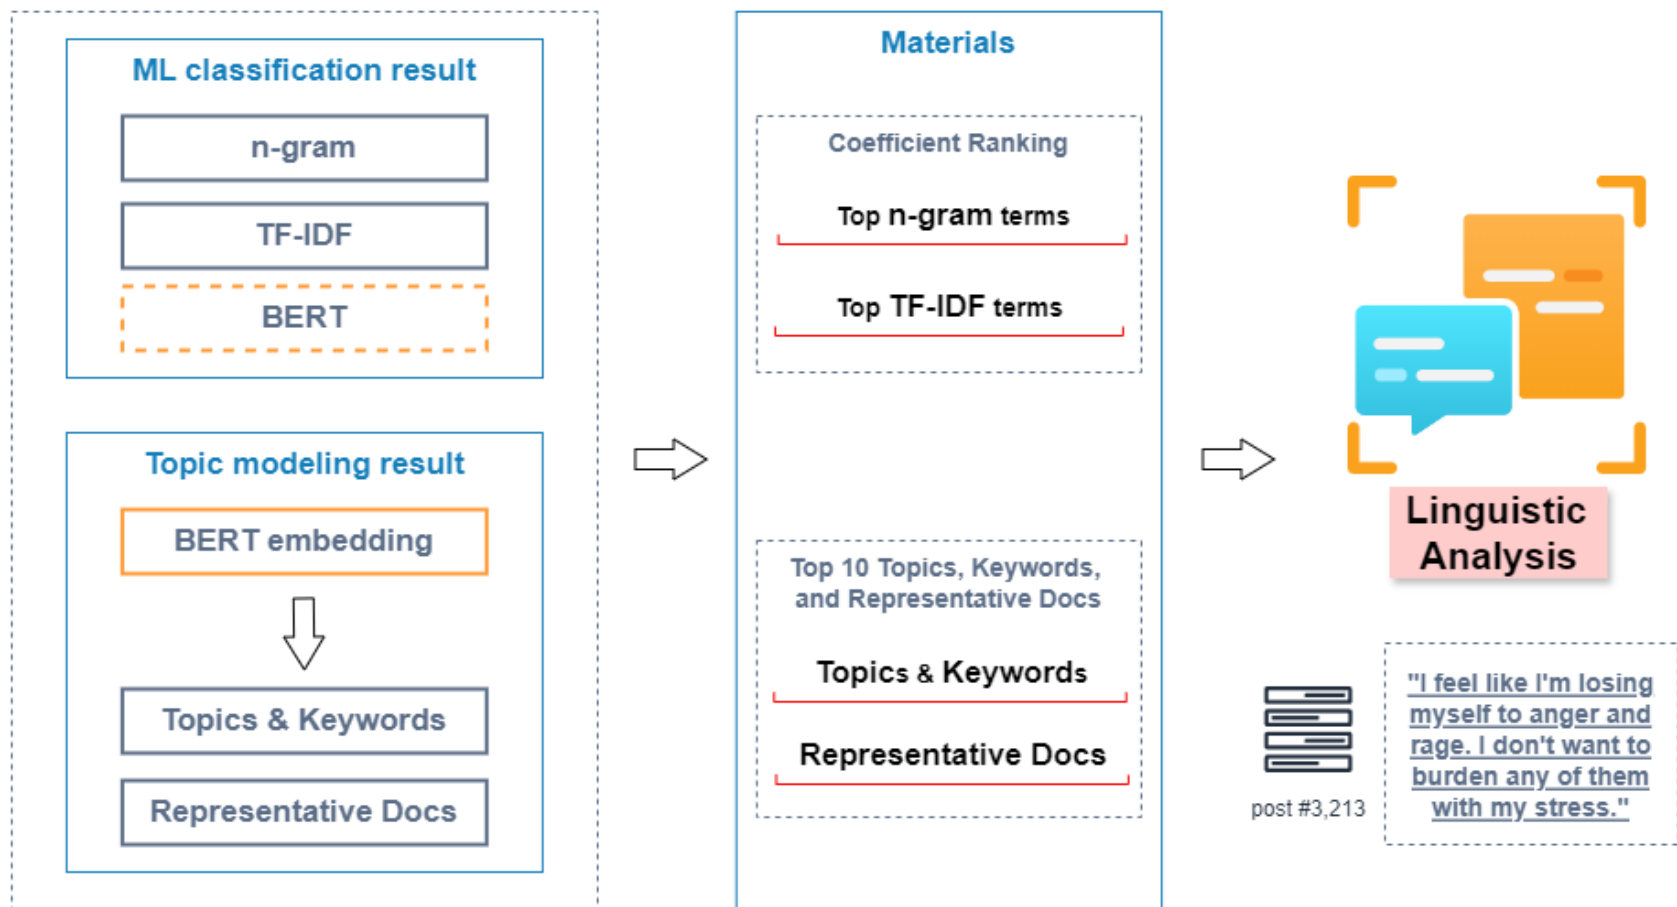 ML classification result
n-gram
TF-IDF
BERT
Topic modeling result
BERT embedding
Topics & Keywords
Representative Docs
Materials
Coefficient Ranking
Top n-gram terms
Top TF-IDF terms
Top 10 Topics, Keywords,
and Representative Docs
Topics & Keywords
Representative Docs
Linguistic
Analysis
post #3,213
"I feel like I'm losing
myself to anger and
rage. I don't want to
burden any of them
with my stress."